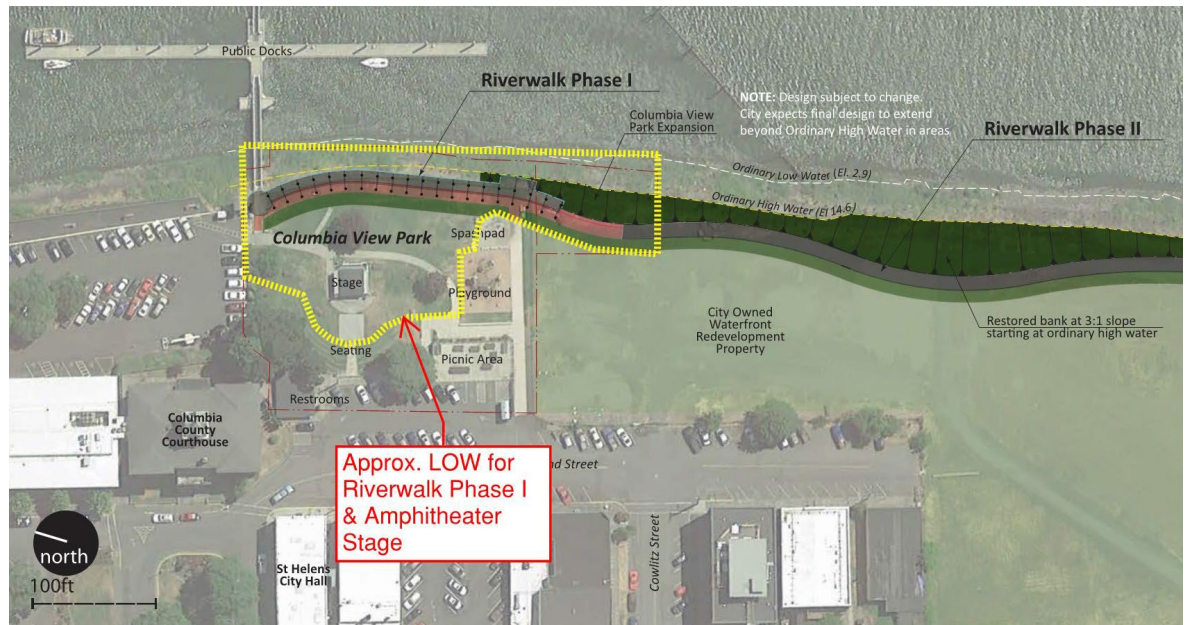 Public Docks
Riverwalk Phase I
NOTE: Design subject to change.
City expects final design to extend
beyond Ordinary High Water in areas
Columbia View
Park Expansion
Riverwalk Phase II
Ordinary Low Water (El. 2.9)
Ordinary High Water (El 14.6)
Columbia View Park
Spashpad
Stage
Playground
City Owned
Waterfront
Redevelopment
Property
Restored bank at 3:1 slope
starting at ordinary high water
Seating
Picnic Area
Restrooms
Columbia
County
Courthouse
Approx. LOW for
Riverwalk Phase I
& Amphitheater
Stage
Street
north
100ft
St Helens
City Hall
Cowlitz Street